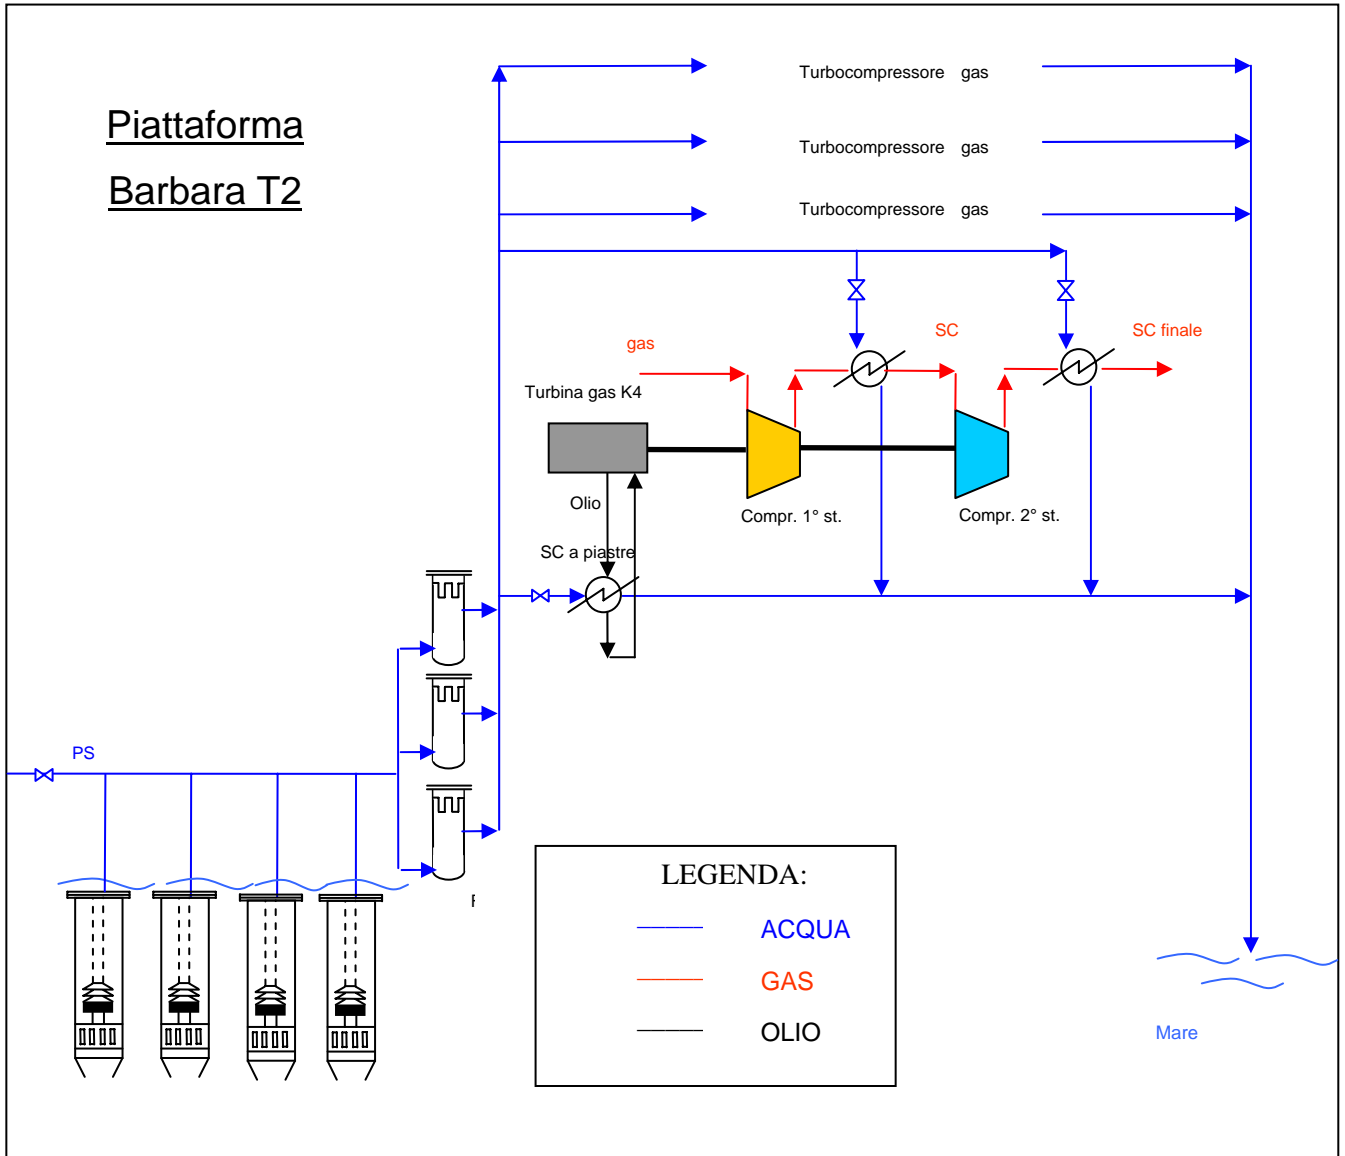 Piattaforma
Barbara T2
Turbocompressore gas
Turbocompressore gas
Turbocompressore gas
gas
SC
SC finale
Turbina gas K4
Olio
Compr. 1° st.
Compr. 2° st.
SC a piastre
PS
LEGENDA:
ACQUA
GAS
OLIO
Mare